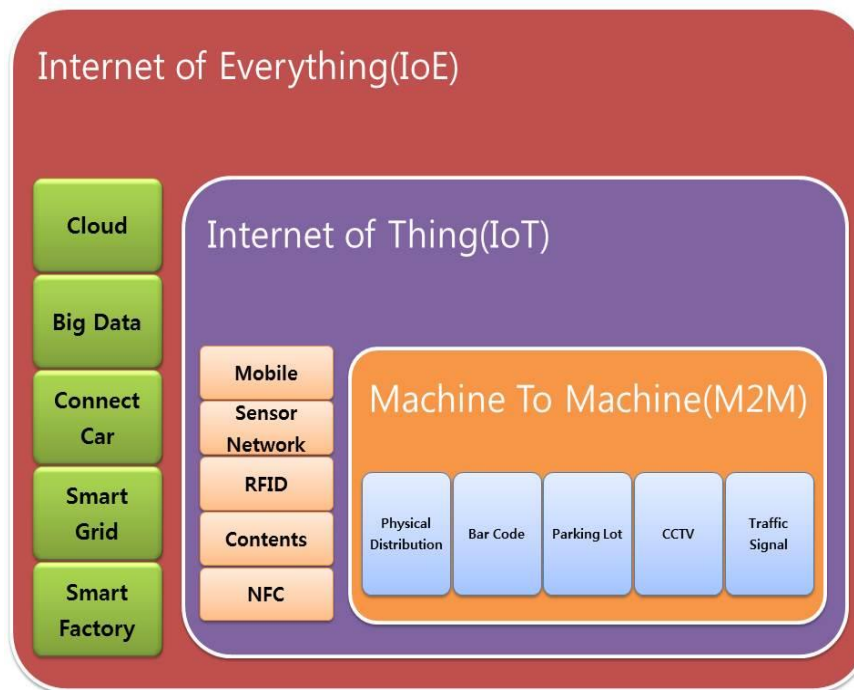 Internet of Everything(IoE)
Cloud
Big Data
Connect
Car
Smart
Grid
Smart
Factory
Internet of Thing(IoT)
Mobile
Sensor
Network
RFID
Contents
NFC
Machine To Machine(M2M)
Physical
Distribution
Bar Code
Parking Lot
CCTV
Traffic
Signal